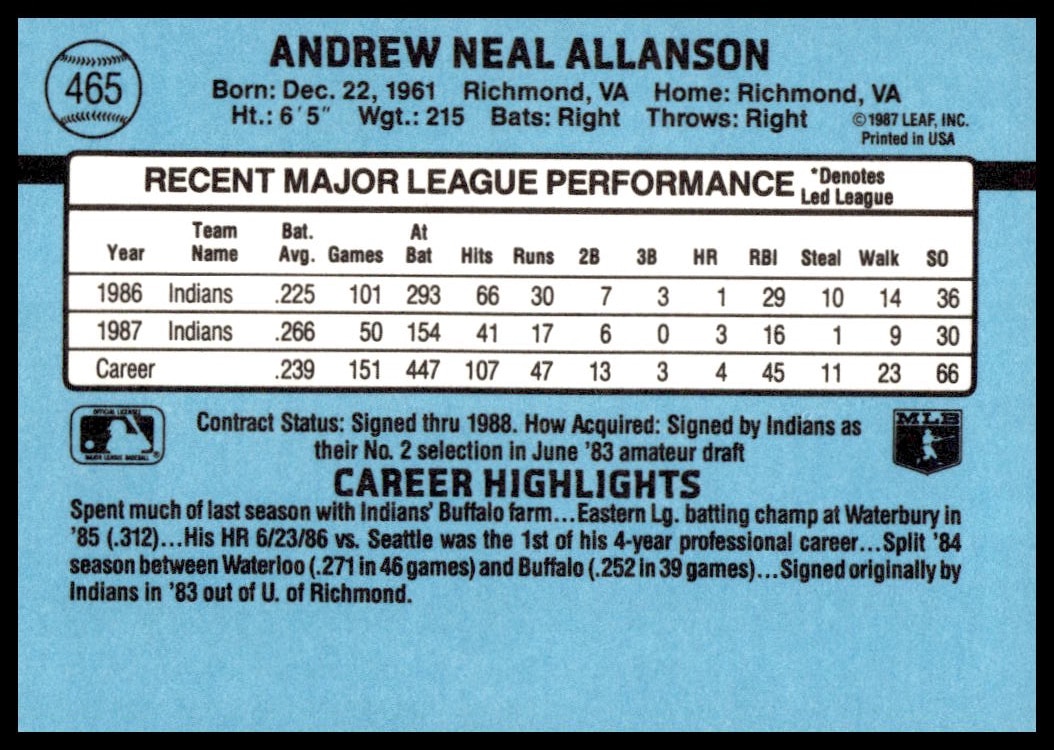 465
ANDREW NEAL ALLANSON
Born: Dec. 22, 1961 Richmond, VA Home: Richmond, VA
Ht.: 6´5˝ Wgt.: 215 Bats: Right Throws: Right
©1987 LEAF, INC.
Printed in USA
RECENT MAJOR LEAGUE PERFORMANCE *Denotes
Led League
Year Team Name Bat. Avg. Games At Bat Hits Runs 2B 3B HR RBI Steal Walk SO
1986 Indians .225 101 293 66 30 7 3 1 29 10 14 36
1987 Indians .266 50 154 41 17 6 0 3 16 1 9 30
Career .239 151 447 107 47 13 3 4 45 11 23 66
OFFICIAL LICENSEE
MAJOR LEAGUE BASEBALL ®
MLB
Contract Status: Signed thru 1988. How Acquired: Signed by Indians as
their No. 2 selection in June '83 amateur draft
CAREER HIGHLIGHTS
Spent much of last season with Indians' Buffalo farm...Eastern Lg. batting champ at Waterbury in
'85 (.312)...His HR 6/23/86 vs. Seattle was the 1st of his 4-year professional career...Split '84
season between Waterloo (.271 in 46 games) and Buffalo (.252 in 39 games)...Signed originally by
Indians in '83 out of U. of Richmond.